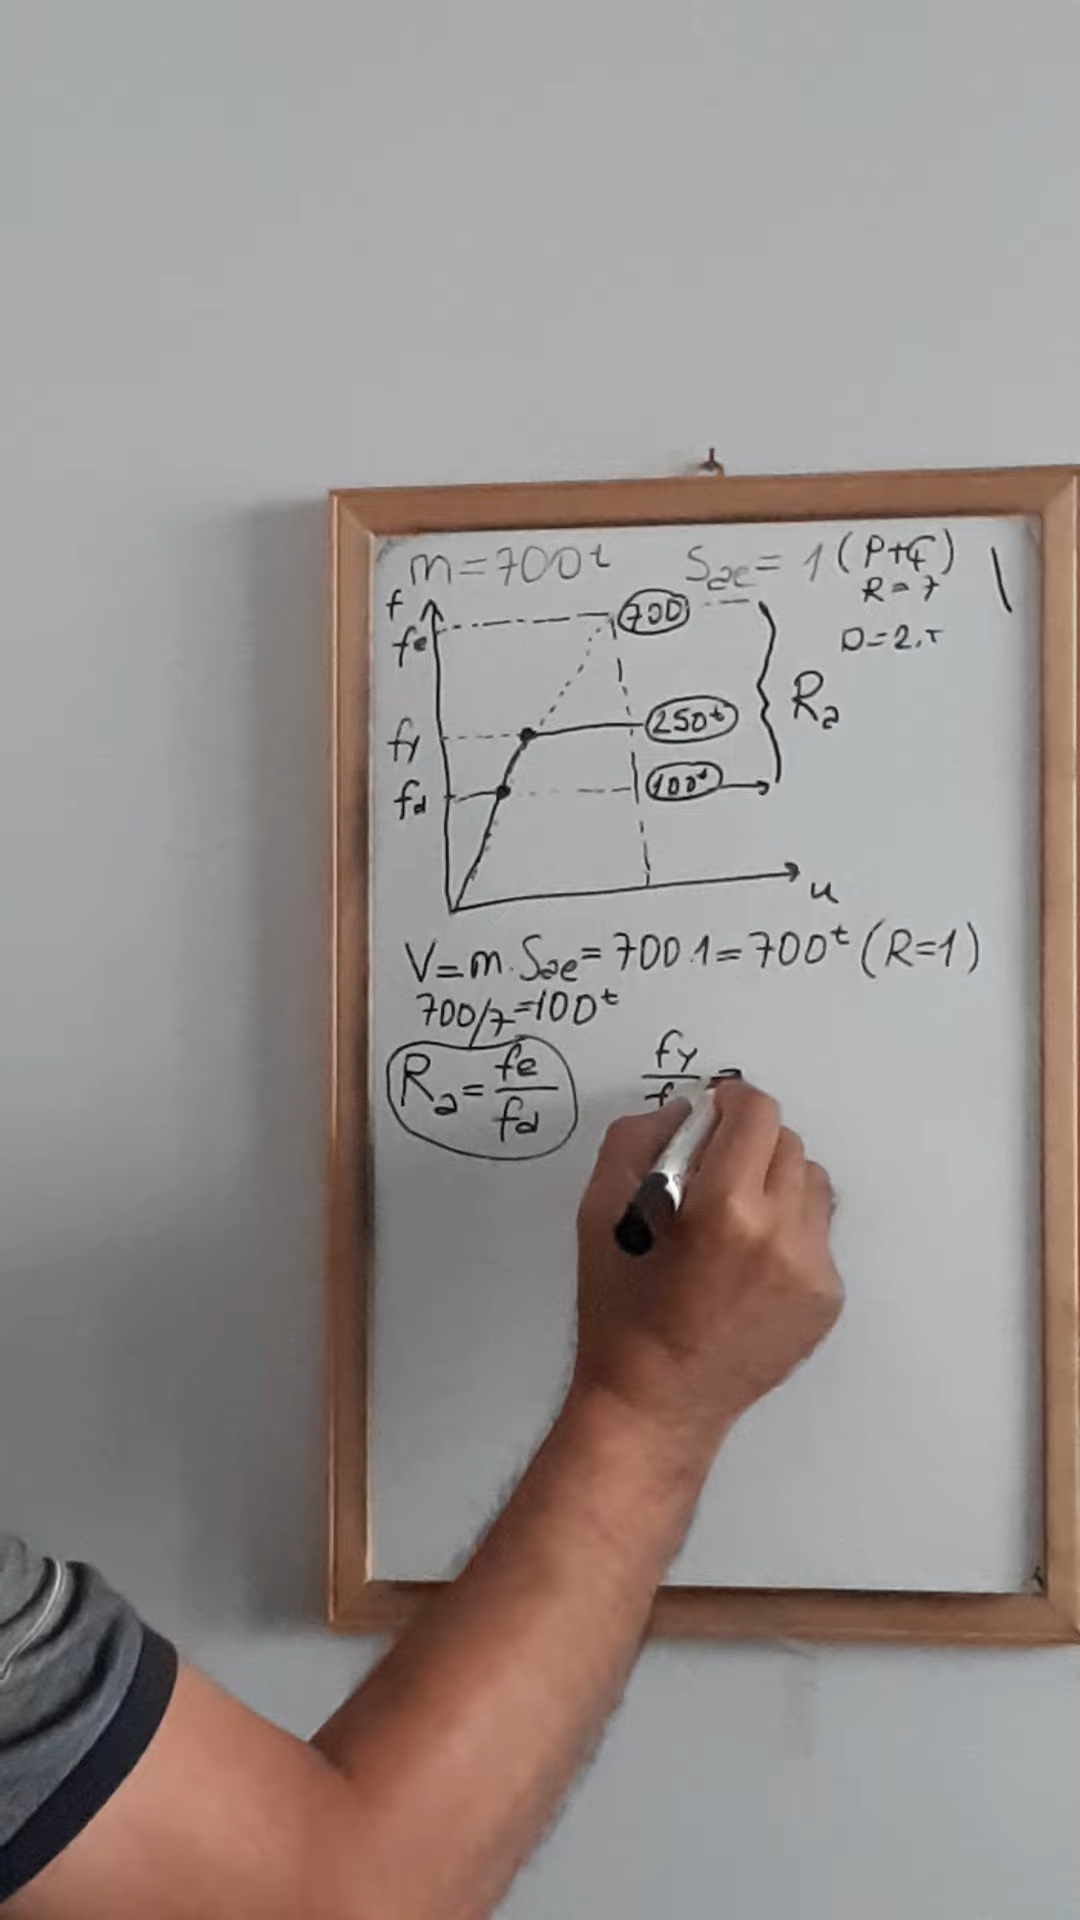 m=700t Sae=1(P+Ç)
R=7
D=2.5
f
fe
700
Ra
fy
250t
fd
100t
u
V=m.Sae=700.1=700t (R=1)
700/7=100t
Ra=fe/fd
fy/f =